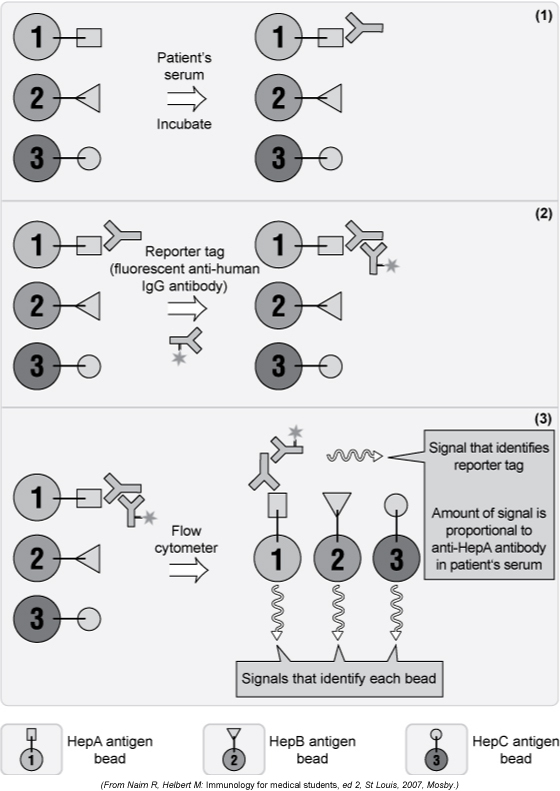 (1)
1
2
3
Patient's
serum
Incubate
1
2
3
(2)
1
2
3
Reporter tag
(fluorescent anti-human
IgG antibody)
1
2
3
(3)
1
2
3
Flow
cytometer
1
2
3
Signal that identifies
reporter tag
Amount of signal is
proportional to
anti-HepA antibody
in patient's serum
Signals that identify each bead
1
HepA antigen
bead
2
HepB antigen
bead
3
HepC antigen
bead
(From Naim R, Helbert M: Immunology for medical students, ed 2, St Louis, 2007, Mosby.)